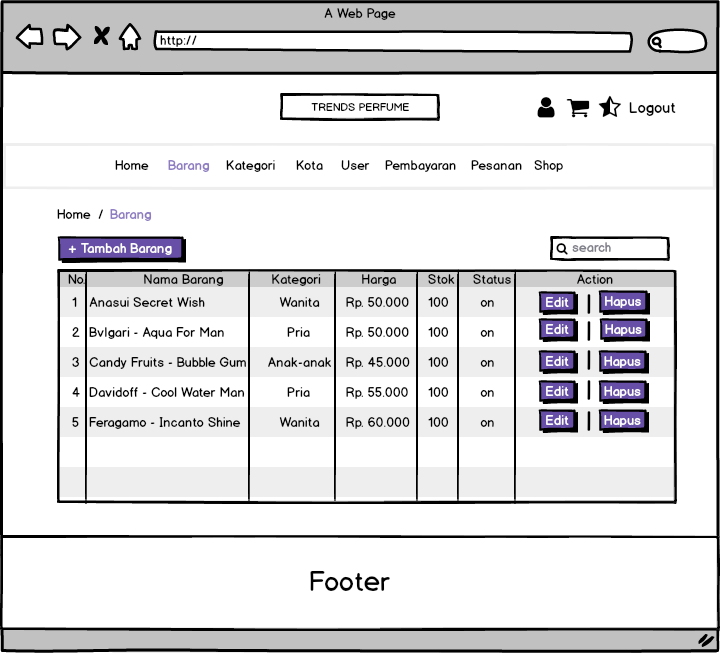 A Web Page
http://
TRENDS PERFUME
Logout
Home Barang Kategori Kota User Pembayaran Pesanan Shop
Home / Barang
+ Tambah Barang
search
No. Nama Barang Kategori Harga Stok Status Action
1 Anasui Secret Wish Wanita Rp. 50.000 100 on Edit | Hapus
2 Bvlgari - Aqua For Man Pria Rp. 50.000 100 on Edit | Hapus
3 Candy Fruits - Bubble Gum Anak-anak Rp. 45.000 100 on Edit | Hapus
4 Davidoff - Cool Water Man Pria Rp. 55.000 100 on Edit | Hapus
5 Feragamo - Incanto Shine Wanita Rp. 60.000 100 on Edit | Hapus
Footer